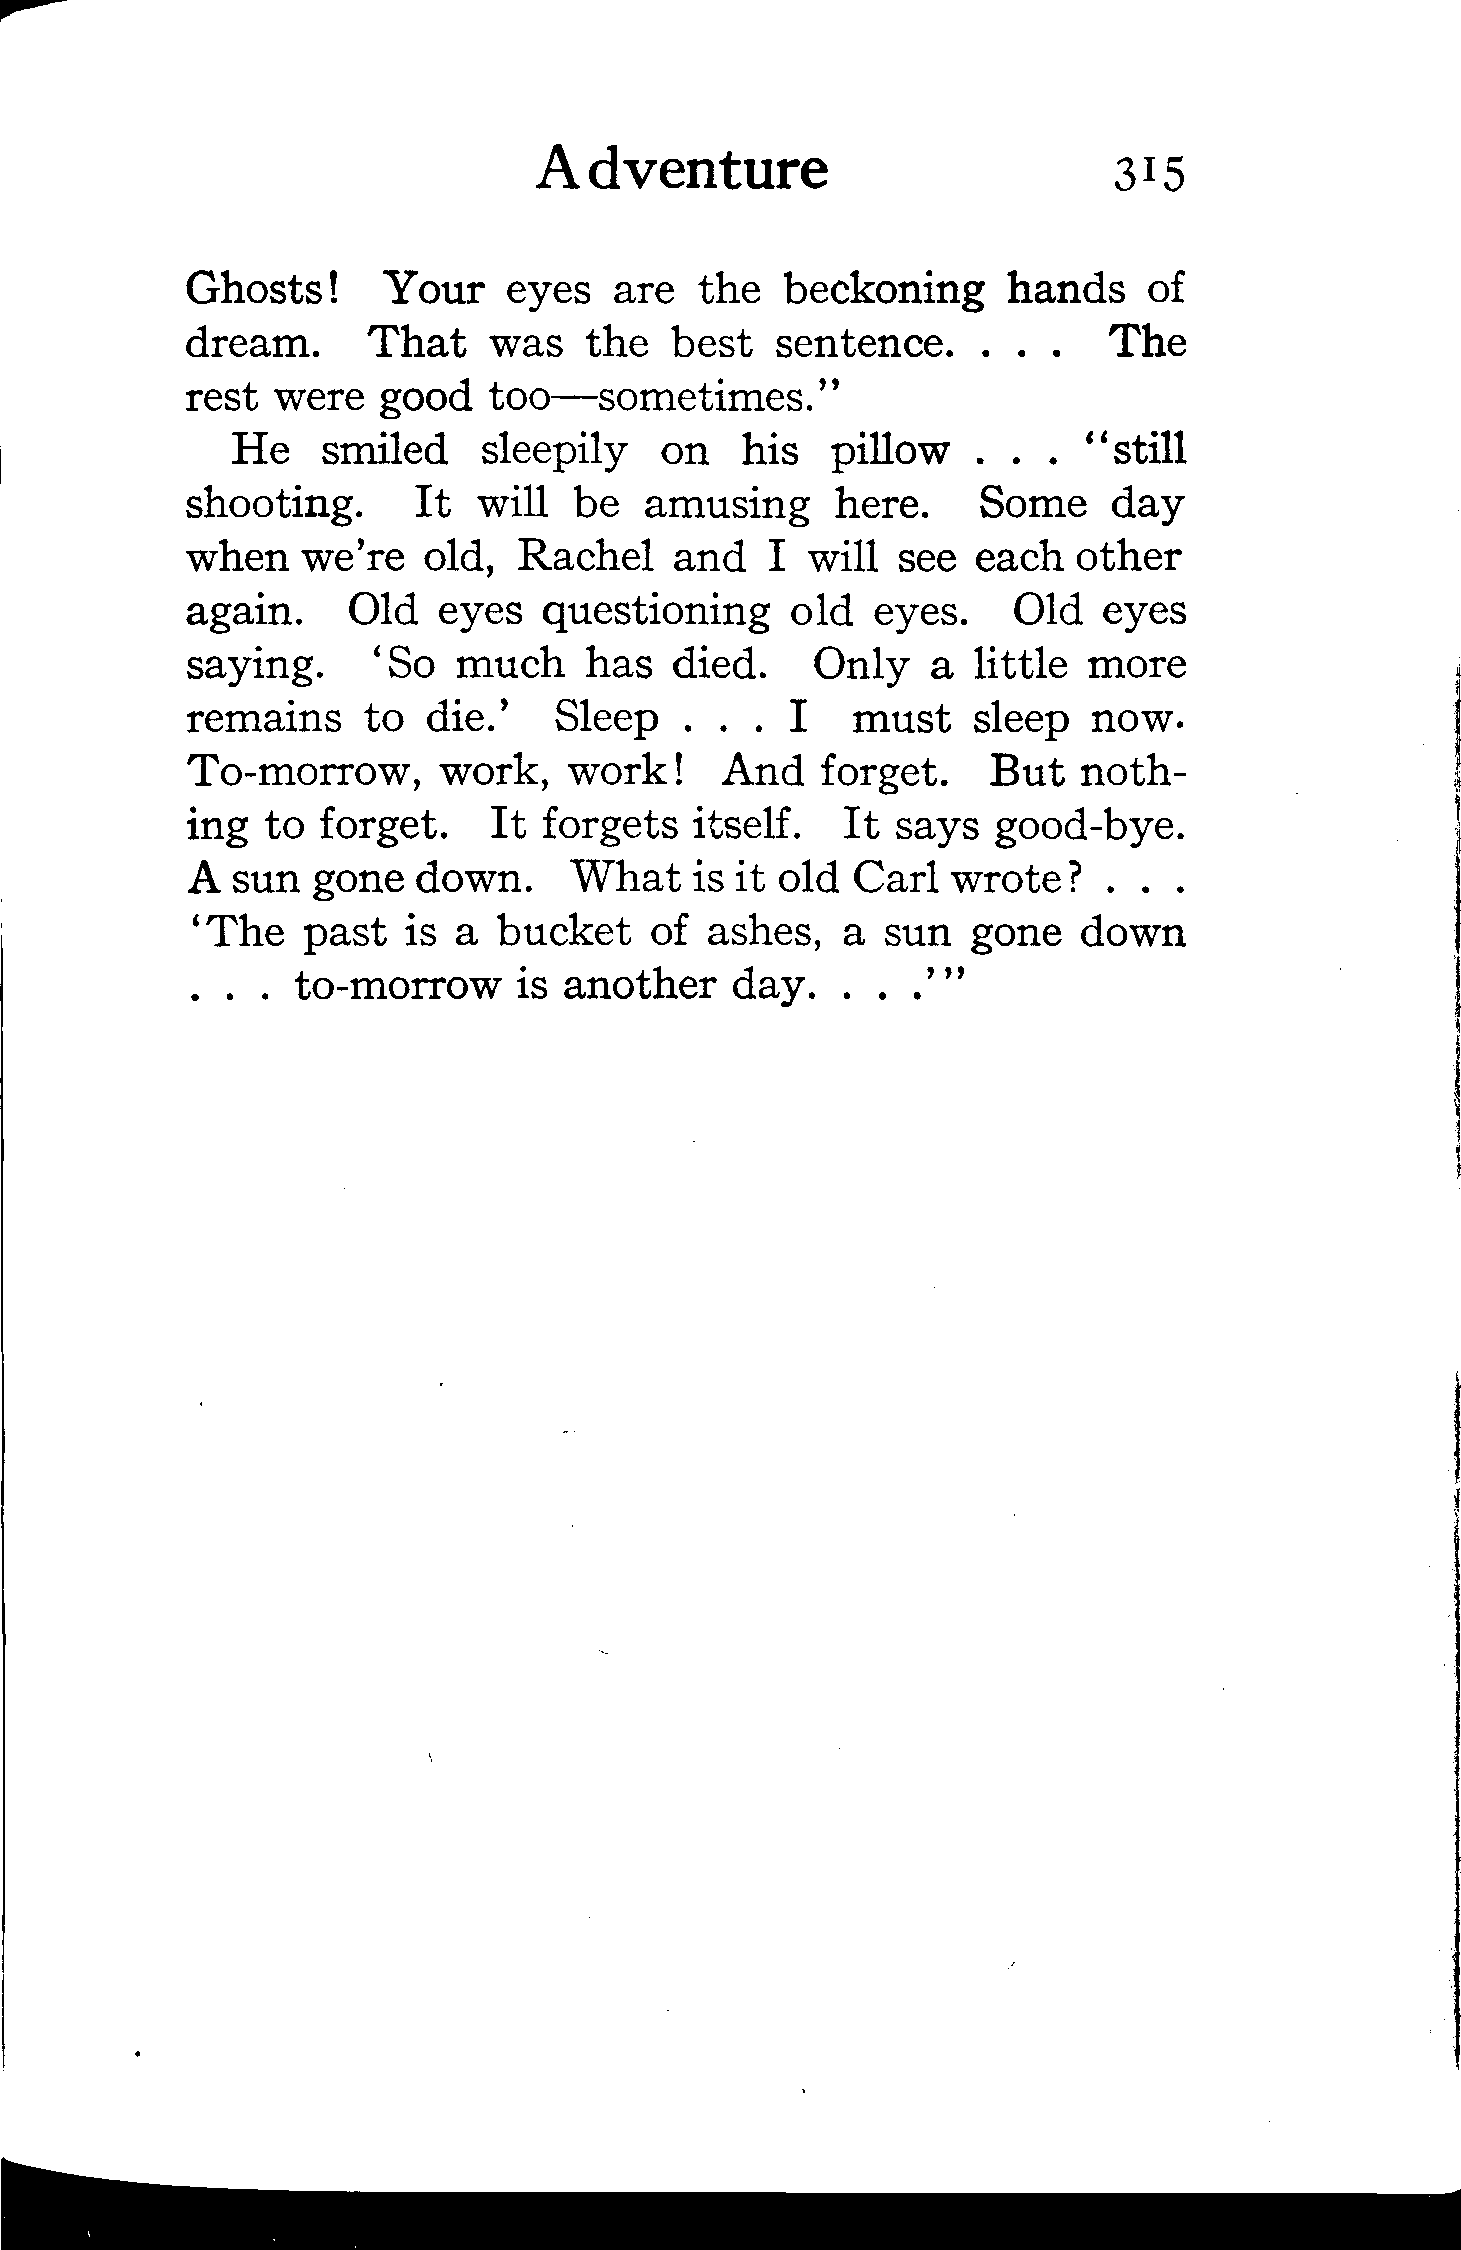 Adventure 315
Ghosts! Your eyes are the beckoning hands of
dream. That was the best sentence. . . . The
rest were good too—sometimes.”
He smiled sleepily on his pillow . . . “still
shooting. It will be amusing here. Some day
when we’re old, Rachel and I will see each other
again. Old eyes questioning old eyes. Old eyes
saying. ‘So much has died. Only a little more
remains to die.’ Sleep . . . I must sleep now.
To-morrow, work, work! And forget. But noth-
ing to forget. It forgets itself. It says good-bye.
A sun gone down. What is it old Carl wrote? . . .
‘The past is a bucket of ashes, a sun gone down
. . . to-morrow is another day. . . .’”